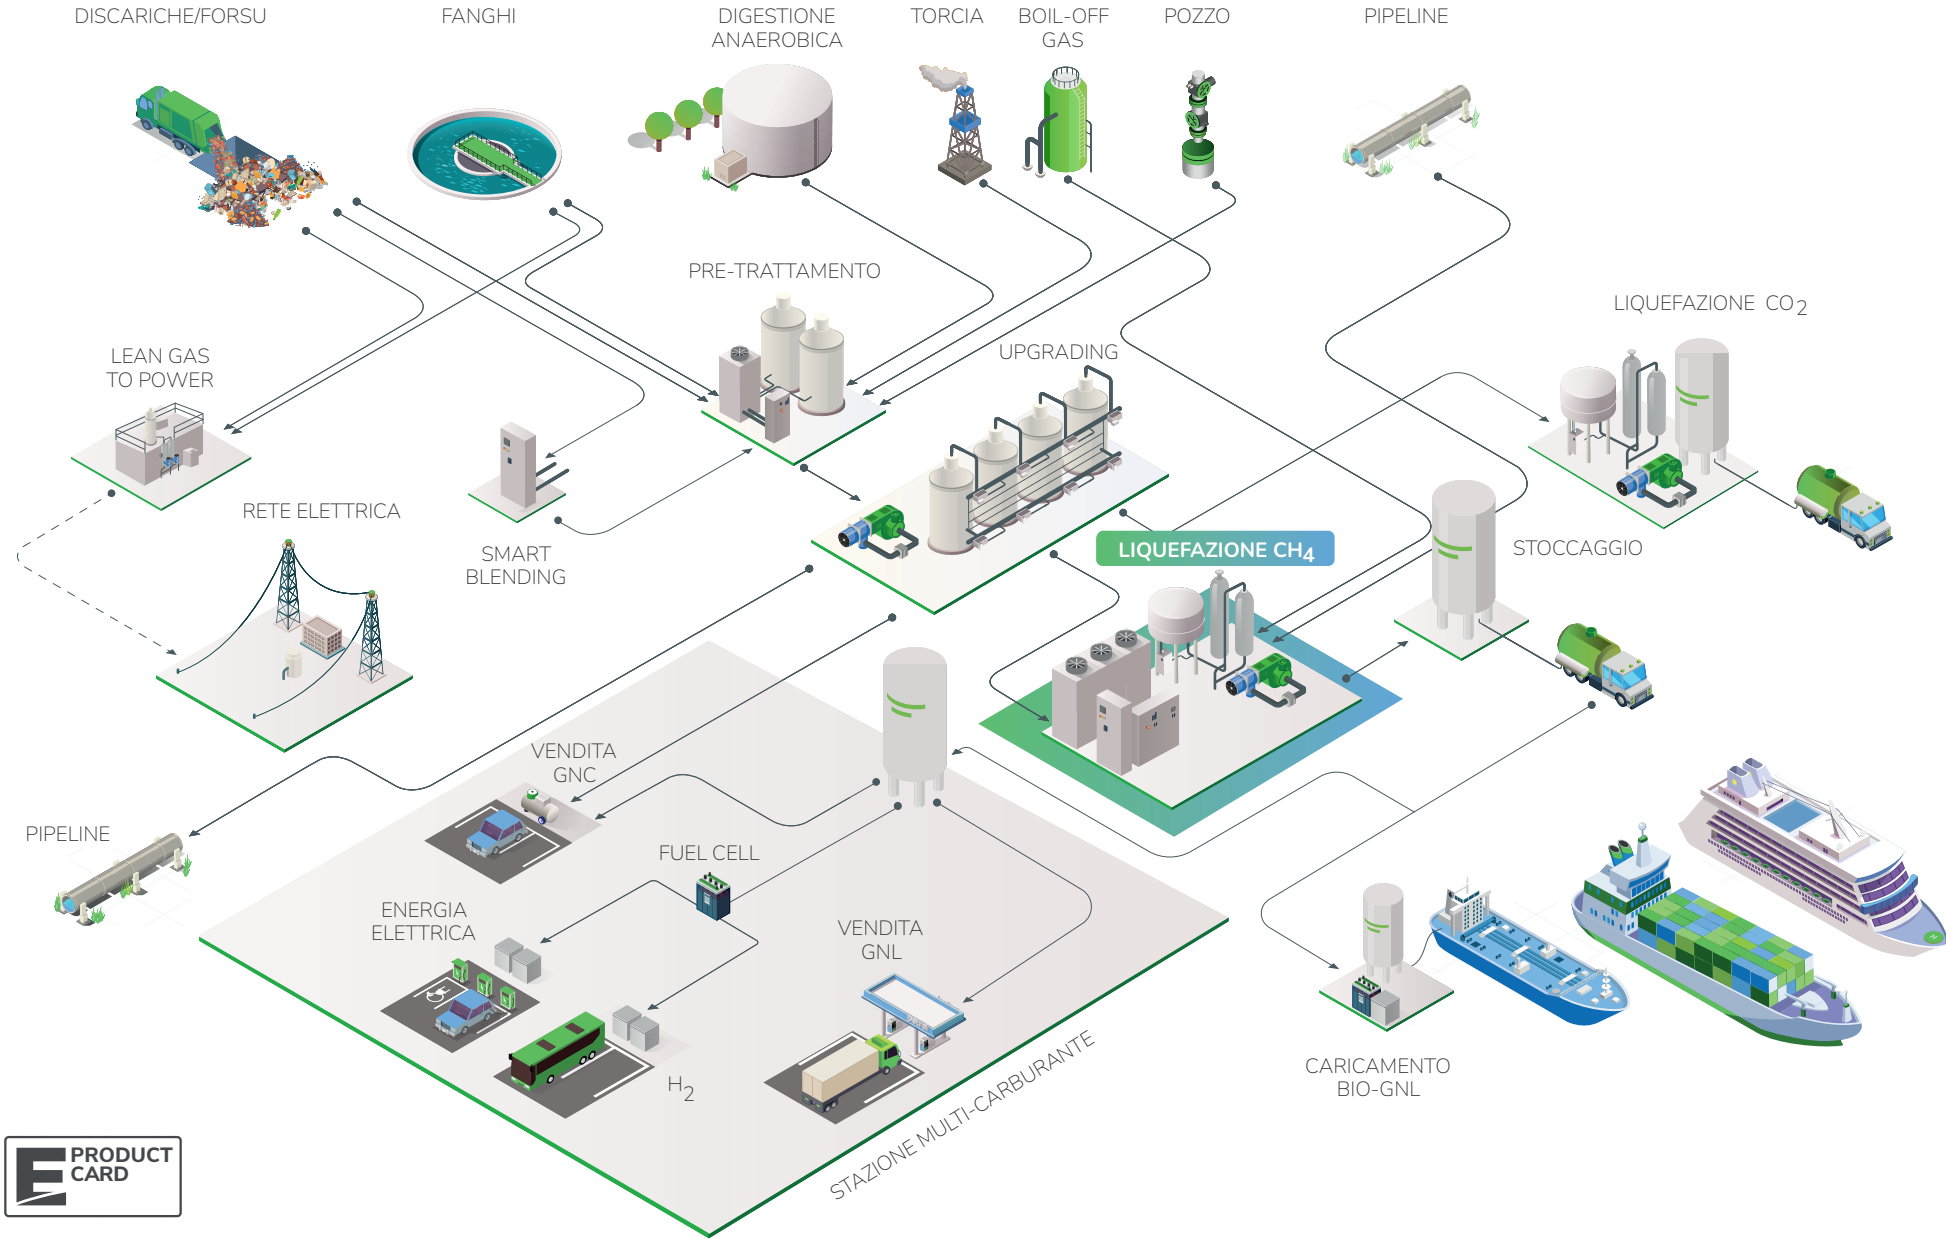 DISCARICHE/FORSU
FANGHI
DIGESTIONE
ANAEROBICA
TORCIA
BOIL-OFF
GAS
POZZO
PIPELINE
PRE-TRATTAMENTO
LIQUEFAZIONE CO2
LEAN GAS
TO POWER
UPGRADING
RETE ELETTRICA
SMART
BLENDING
LIQUEFAZIONE CH4
STOCCAGGIO
VENDITA
GNC
PIPELINE
FUEL CELL
ENERGIA
ELETTRICA
VENDITA
GNL
H2
STAZIONE MULTI-CARBURANTE
CARICAMENTO
BIO-GNL
PRODUCT
CARD